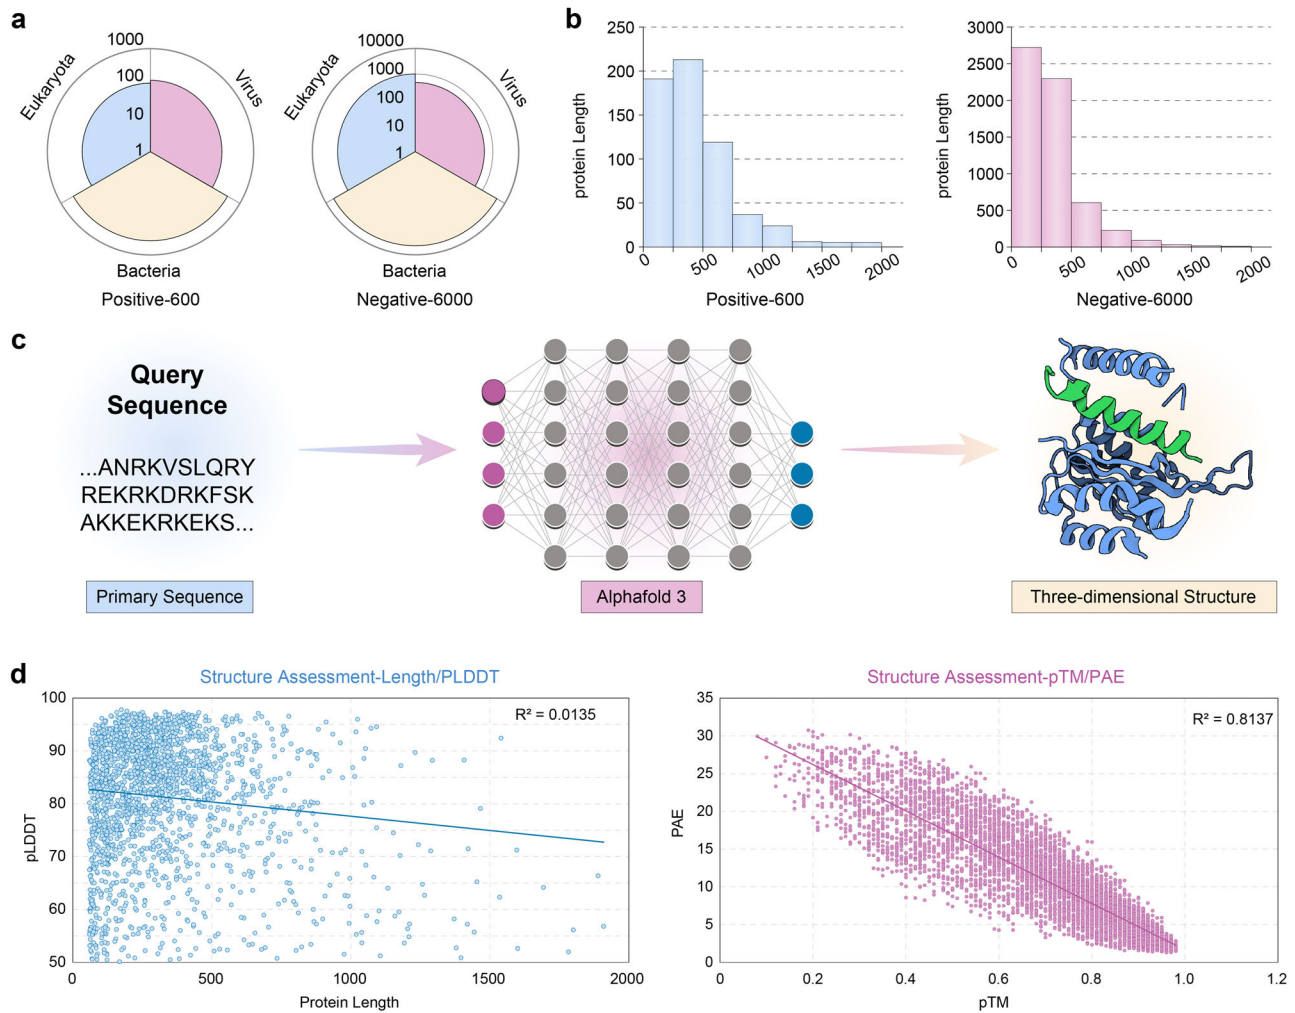 a
1000
100
10
1
Eukaryota
Virus
Bacteria
Positive-600
10000
1000
100
10
1
Eukaryota
Virus
Bacteria
Negative-6000
b
protein Length
250
200
150
100
50
0
0
500
1000
1500
2000
Positive-600
protein Length
3000
2500
2000
1500
1000
500
0
0
500
1000
1500
2000
Negative-6000
c
Query
Sequence
...ANRKVSLQRY
REKRKDRKFSK
AKKEKRKEKS...
Primary Sequence
Alphafold 3
Three-dimensional Structure
d
Structure Assessment-Length/PLDDT
R² = 0.0135
pLDDT
100
90
80
70
60
50
0
500
1000
1500
2000
Protein Length
Structure Assessment-pTM/PAE
R² = 0.8137
PAE
35
30
25
20
15
10
5
0
0
0.2
0.4
0.6
0.8
1.0
1.2
pTM